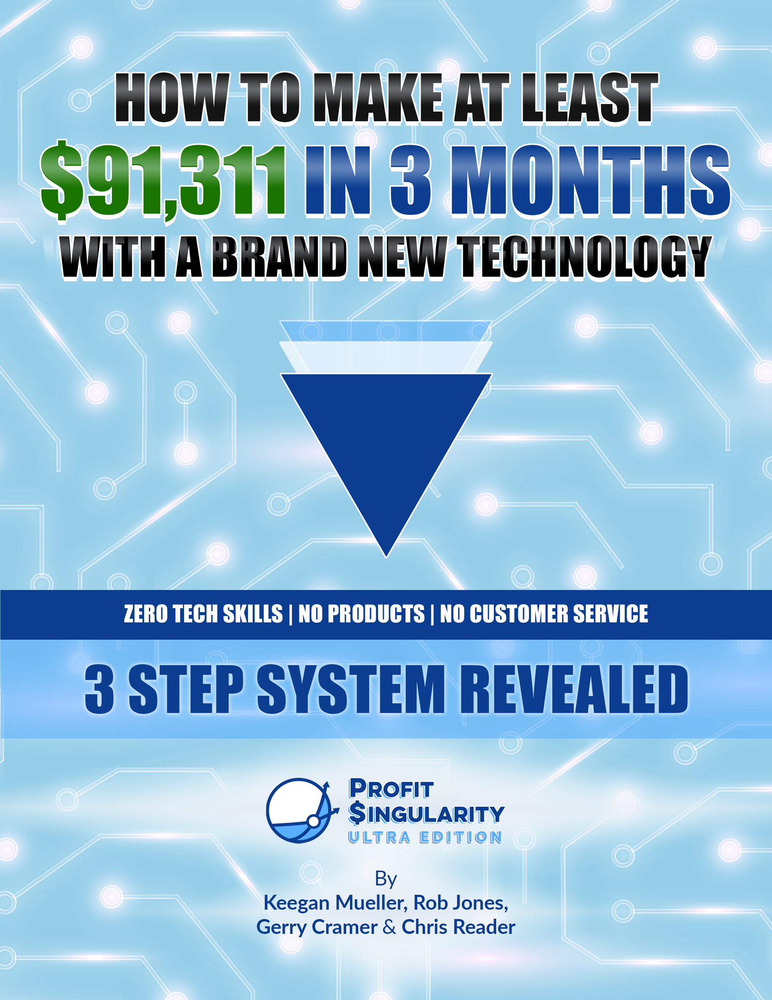 HOW TO MAKE AT LEAST
$91,311 IN 3 MONTHS
WITH A BRAND NEW TECHNOLOGY
ZERO TECH SKILLS | NO PRODUCTS | NO CUSTOMER SERVICE
3 STEP SYSTEM REVEALED
PROFIT
$INGULARITY
ULTRA EDITION
By
Keegan Mueller, Rob Jones,
Gerry Cramer & Chris Reader